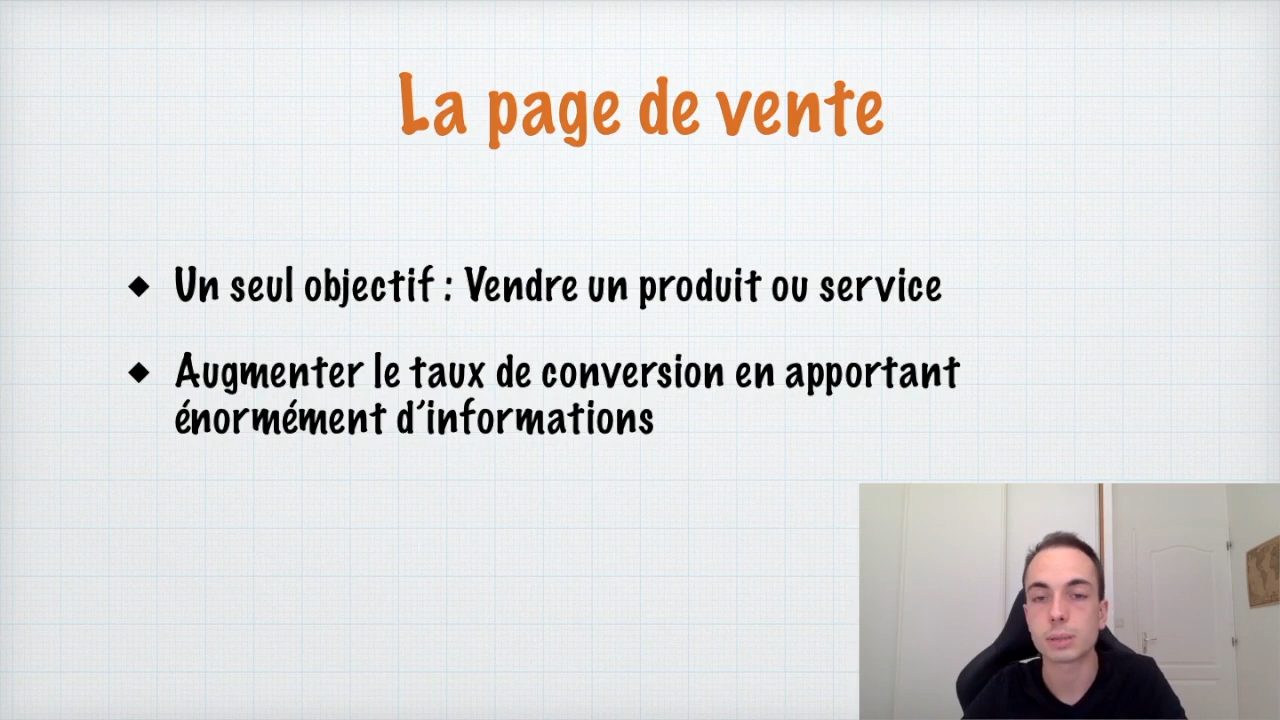 La page de vente
◆ Un seul objectif : Vendre un produit ou service
◆ Augmenter le taux de conversion en apportant
énormément d’informations